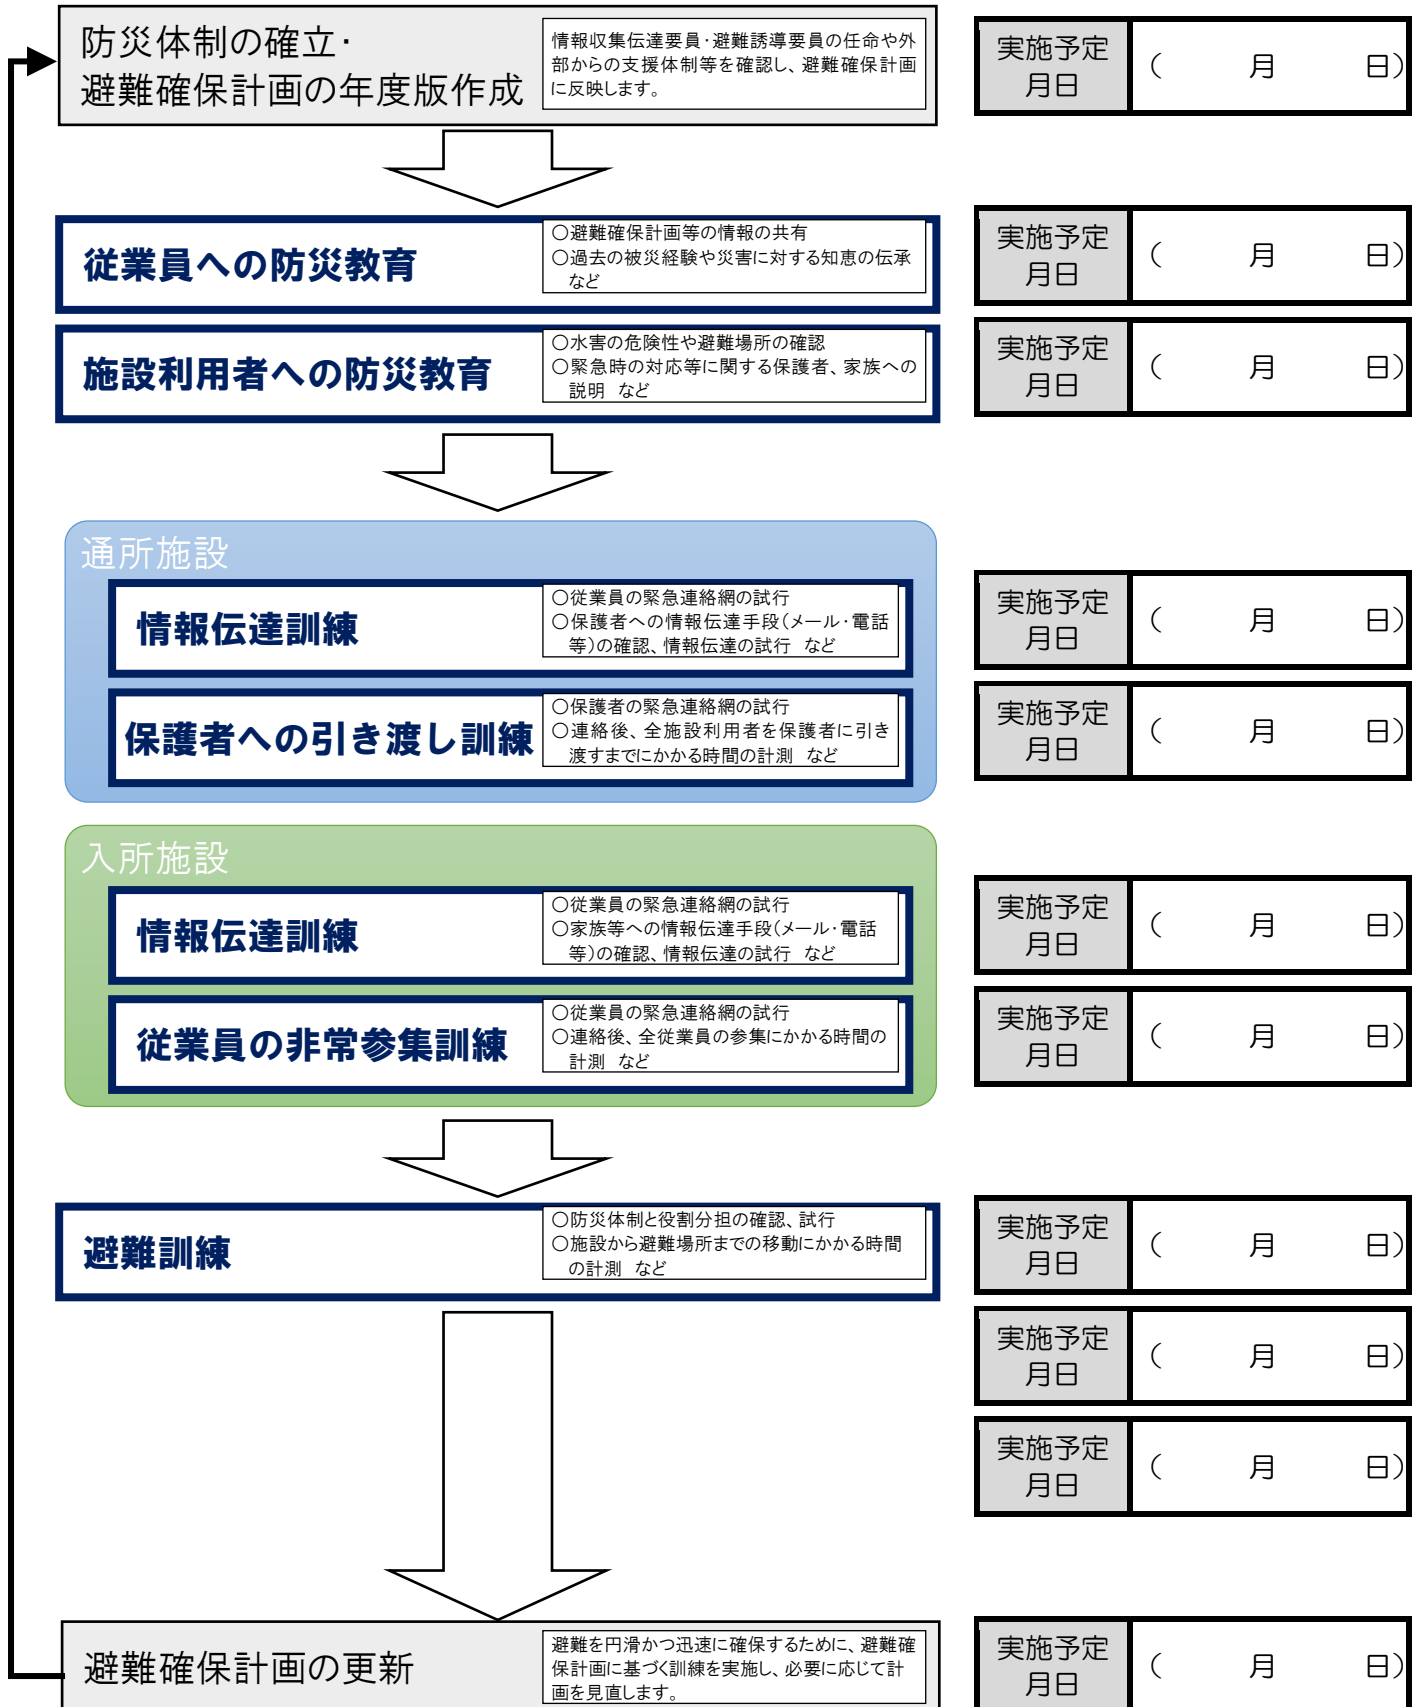 防災体制の確立・
避難確保計画の年度版作成
情報収集伝達要員・避難誘導要員の任命や外
部からの支援体制等を確認し、避難確保計画
に反映します。
実施予定
月日
(　　月　　日)
従業員への防災教育
○避難確保計画等の情報の共有
○過去の被災経験や災害に対する知恵の伝承
など
実施予定
月日
(　　月　　日)
施設利用者への防災教育
○水害の危険性や避難場所の確認
○緊急時の対応等に関する保護者、家族への
説明　など
実施予定
月日
(　　月　　日)
通所施設
情報伝達訓練
○従業員の緊急連絡網の試行
○保護者への情報伝達手段(メール・電話
等)の確認、情報伝達の試行　など
実施予定
月日
(　　月　　日)
保護者への引き渡し訓練
○保護者の緊急連絡網の試行
○連絡後、全施設利用者を保護者に引き
渡すまでにかかる時間の計測　など
実施予定
月日
(　　月　　日)
入所施設
情報伝達訓練
○従業員の緊急連絡網の試行
○家族等への情報伝達手段(メール・電話
等)の確認、情報伝達の試行　など
実施予定
月日
(　　月　　日)
従業員の非常参集訓練
○従業員の緊急連絡網の試行
○連絡後、全従業員の参集にかかる時間の
計測　など
実施予定
月日
(　　月　　日)
避難訓練
○防災体制と役割分担の確認、試行
○施設から避難場所までの移動にかかる時間
の計測　など
実施予定
月日
(　　月　　日)
実施予定
月日
(　　月　　日)
実施予定
月日
(　　月　　日)
避難確保計画の更新
避難を円滑かつ迅速に確保するために、避難確
保計画に基づく訓練を実施し、必要に応じて計
画を見直します。
実施予定
月日
(　　月　　日)